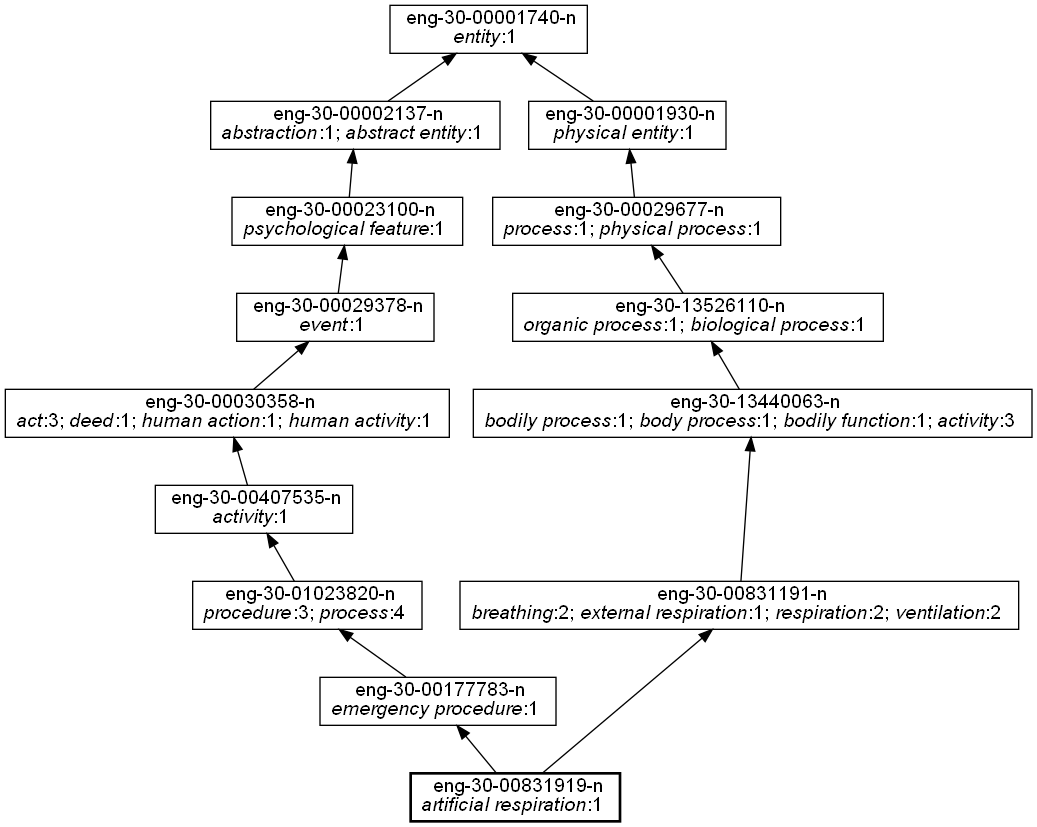 eng-30-00001740-n
entity:1
eng-30-00002137-n
abstraction:1; abstract entity:1
eng-30-00001930-n
physical entity:1
eng-30-00023100-n
psychological feature:1
eng-30-00029677-n
process:1; physical process:1
eng-30-00029378-n
event:1
eng-30-13526110-n
organic process:1; biological process:1
eng-30-00030358-n
act:3; deed:1; human action:1; human activity:1
eng-30-13440063-n
bodily process:1; body process:1; bodily function:1; activity:3
eng-30-00407535-n
activity:1
eng-30-01023820-n
procedure:3; process:4
eng-30-00831191-n
breathing:2; external respiration:1; respiration:2; ventilation:2
eng-30-00177783-n
emergency procedure:1
eng-30-00831919-n
artificial respiration:1